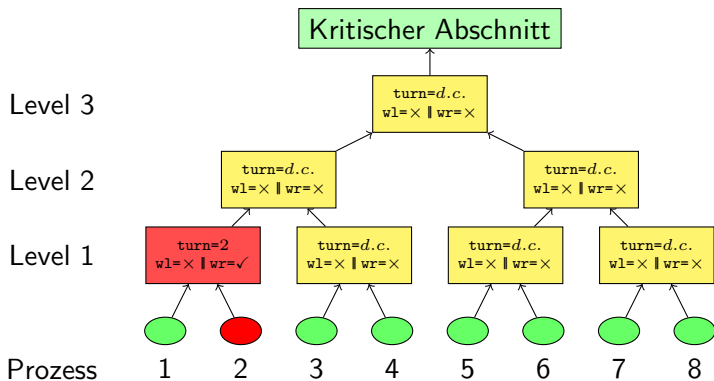 Kritischer Abschnitt
Level 3
turn=d.c.
wl=× || wr=×
Level 2
turn=d.c.
wl=× || wr=×
turn=d.c.
wl=× || wr=×
Level 1
turn=2
wl=× || wr=✓
turn=d.c.
wl=× || wr=×
turn=d.c.
wl=× || wr=×
turn=d.c.
wl=× || wr=×
Prozess 1 2 3 4 5 6 7 8